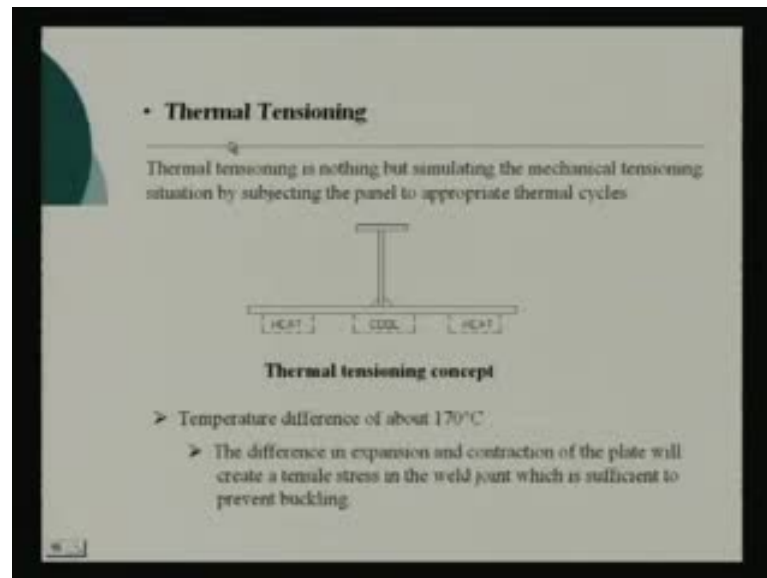 • Thermal Tensioning
Thermal tensioning is nothing but simulating the mechanical tensioning
situation by subjecting the panel to appropriate thermal cycles
HEAT COOL HEAT
Thermal tensioning concept
➢ Temperature difference of about 170°C
➢ The difference in expansion and contraction of the plate will
create a tensile stress in the weld joint which is sufficient to
prevent buckling.